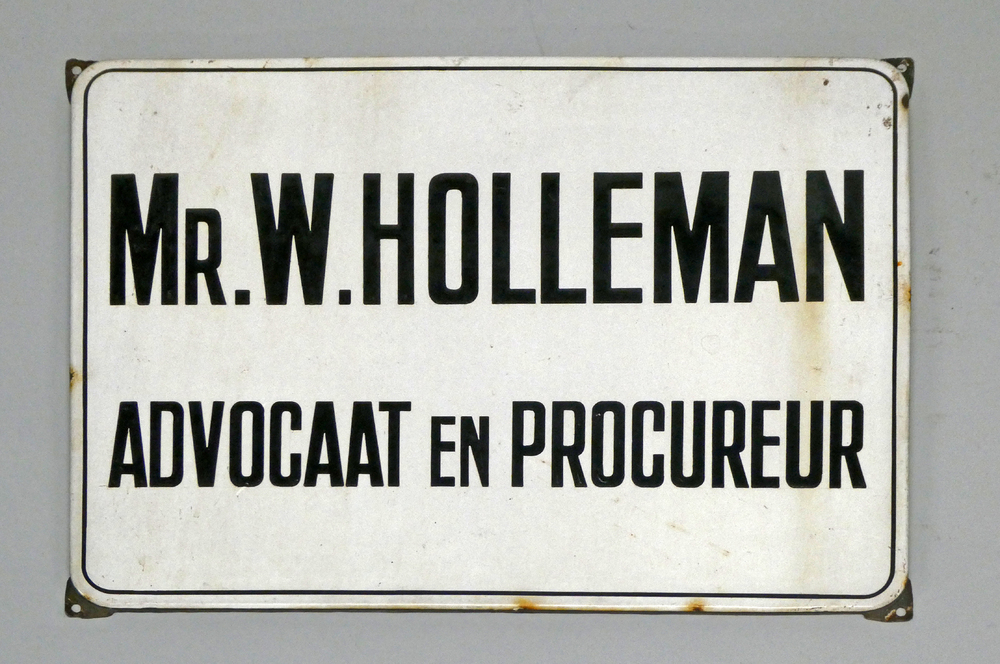 Mr. W. HOLLEMAN
ADVOCAAT EN PROCUREUR